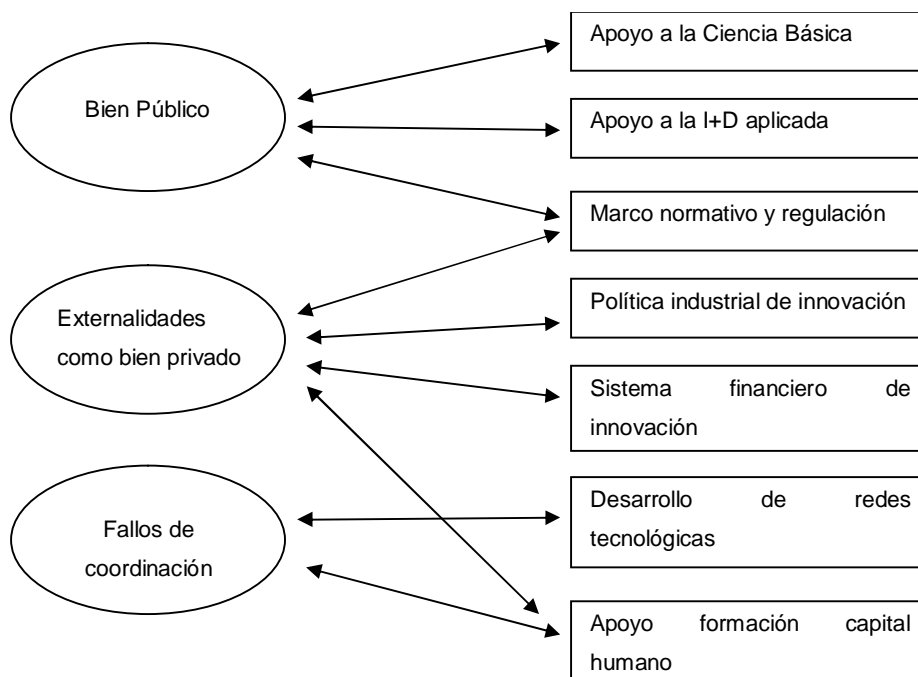 Bien Público
Externalidades
como bien privado
Fallos de
coordinación
Apoyo a la Ciencia Básica
Apoyo a la I+D aplicada
Marco normativo y regulación
Política industrial de innovación
Sistema financiero de
innovación
Desarrollo de redes
tecnológicas
Apoyo formación capital
humano